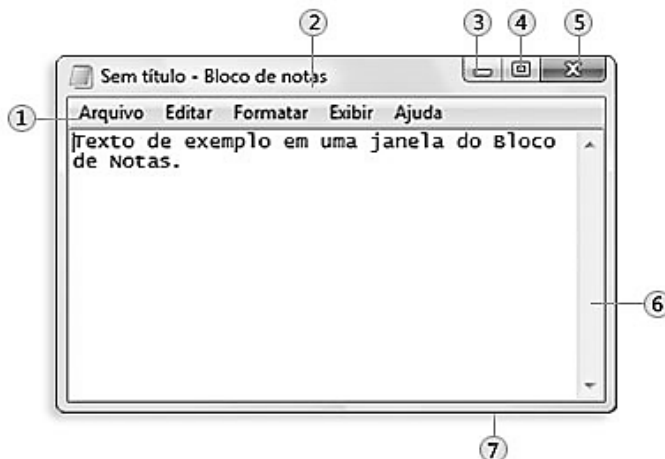 ② ③ ④ ⑤
Sem título - Bloco de notas
① Arquivo Editar Formatar Exibir Ajuda
Texto de exemplo em uma janela do Bloco
de Notas.
⑥
⑦